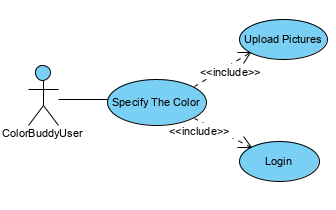 Upload Pictures
<<include>>
Specify The Color
ColorBuddyUser
<<include>>
Login